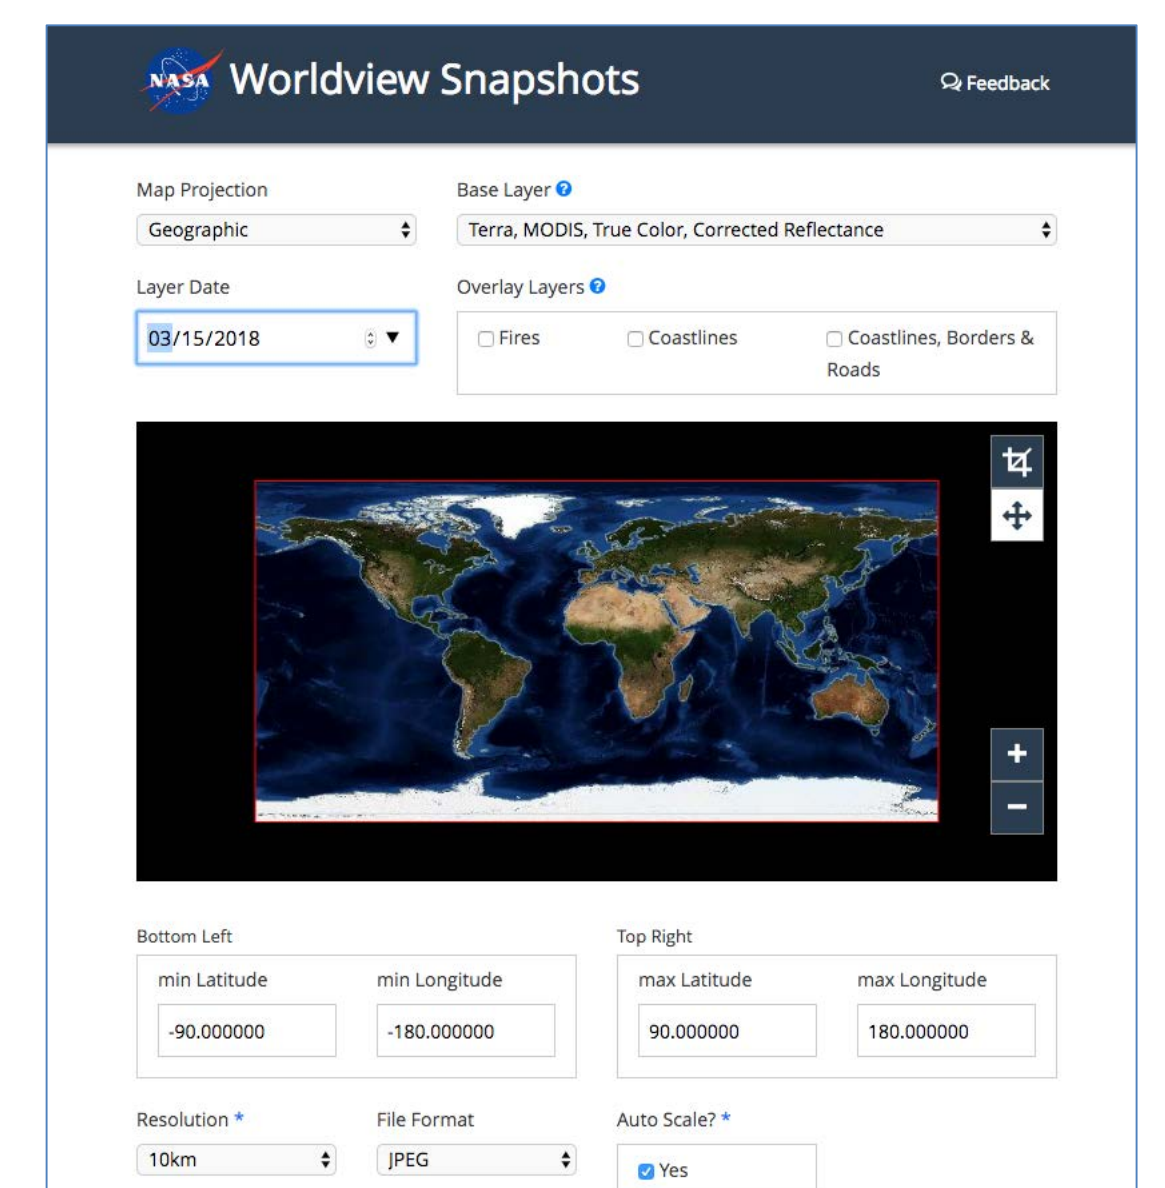 NASA Worldview Snapshots
Feedback
Map Projection
Base Layer ?
Geographic
Terra, MODIS, True Color, Corrected Reflectance
Layer Date
Overlay Layers ?
03/15/2018
Fires
Coastlines
Coastlines, Borders &
Roads
+
−
Bottom Left
Top Right
min Latitude
min Longitude
max Latitude
max Longitude
-90.000000
-180.000000
90.000000
180.000000
Resolution *
File Format
Auto Scale? *
10km
JPEG
Yes